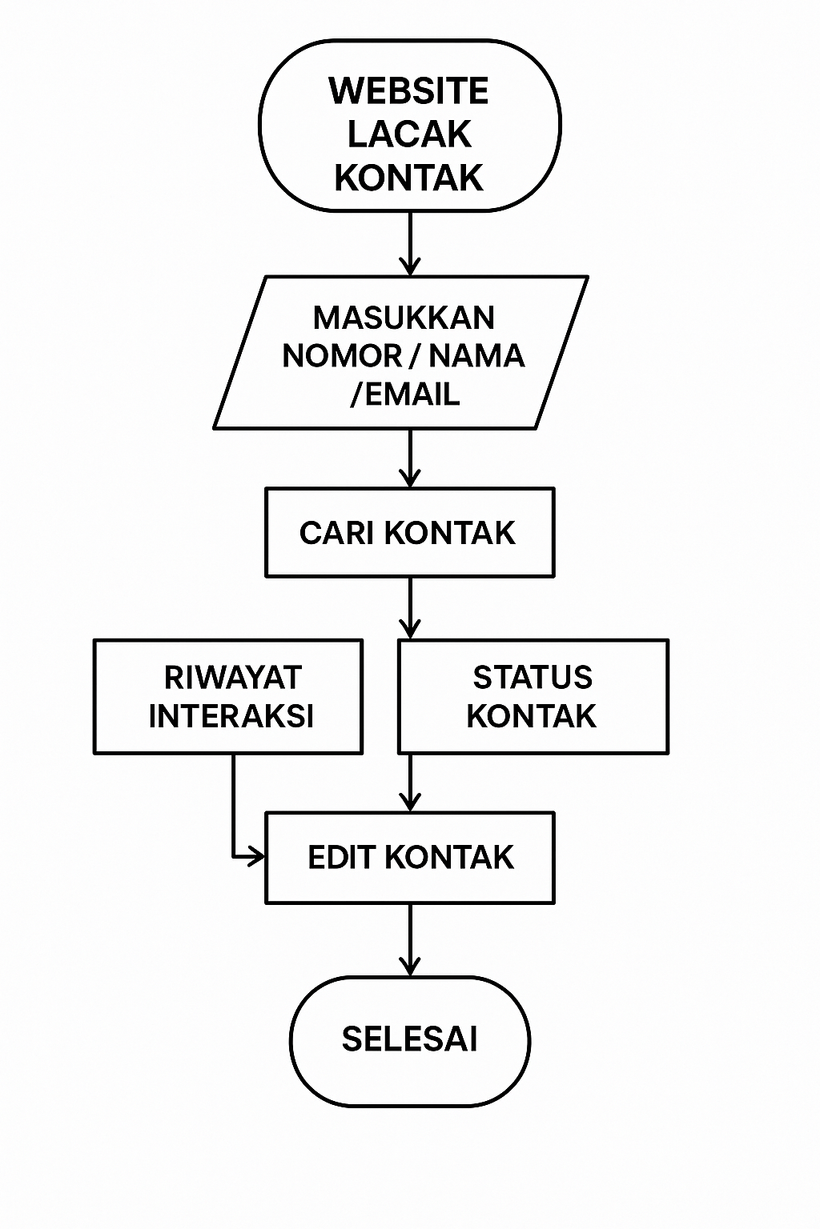 WEBSITE
LACAK
KONTAK
MASUKKAN
NOMOR / NAMA
/EMAIL
CARI KONTAK
RIWAYAT
INTERAKSI
STATUS
KONTAK
EDIT KONTAK
SELESAI